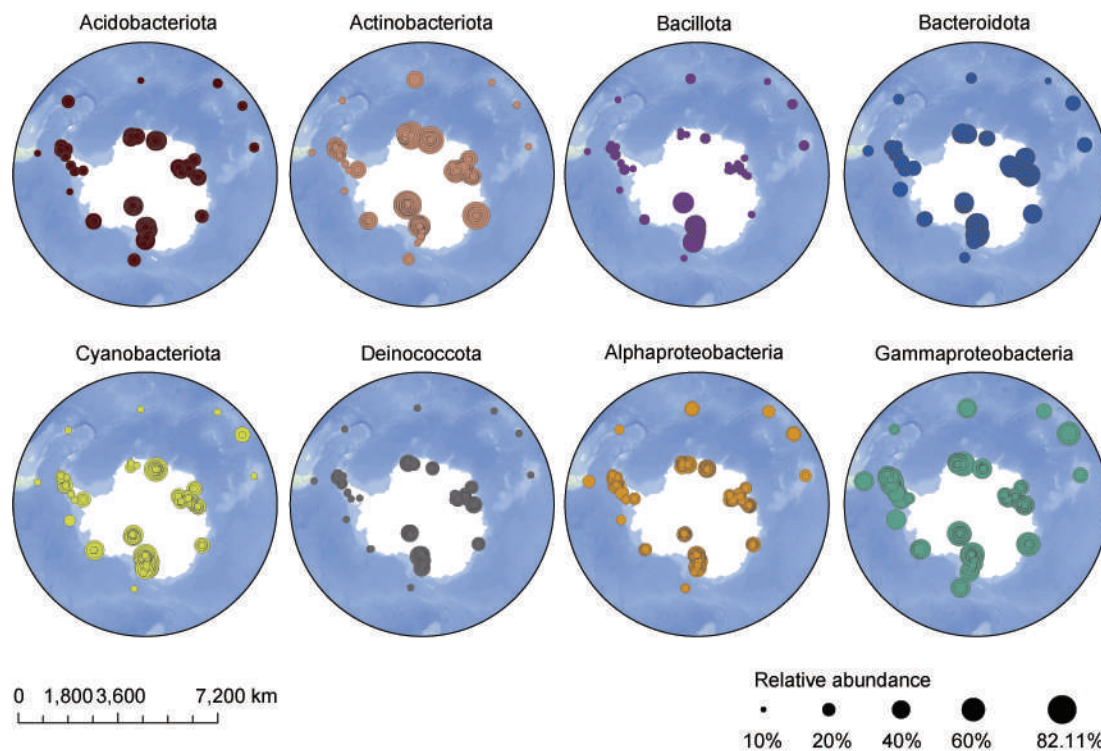 Acidobacteriota Actinobacteriota Bacillota Bacteroidota
Cyanobacteriota Deinococcota Alphaproteobacteria Gammaproteobacteria
0 1,800 3,600 7,200 km
Relative abundance
10% 20% 40% 60% 82.11%